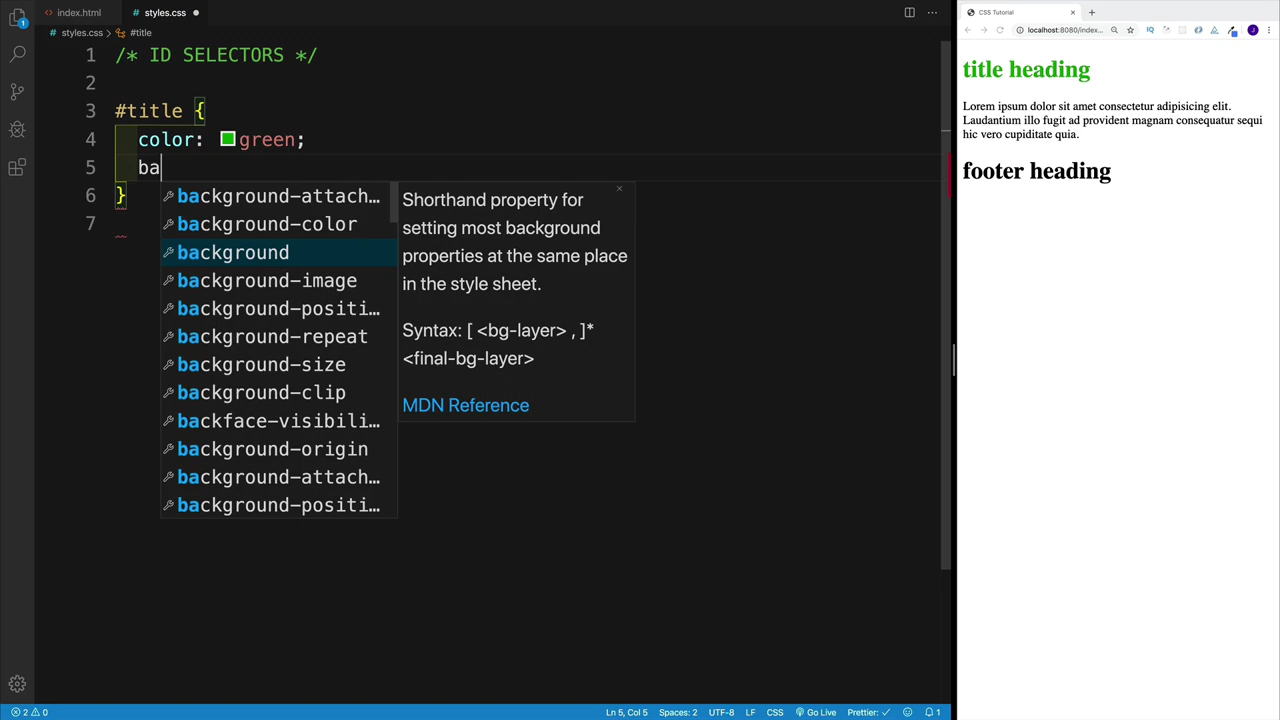 index.html
styles.css
styles.css > #title
1 /* ID SELECTORS */
2
3 #title {
4 color: green;
5 ba
6 }
7
background-attach…
background-color
background
background-image
background-positi…
background-repeat
background-size
background-clip
backface-visibili…
background-origin
background-attach…
background-positi…
Shorthand property for
setting most background
properties at the same place
in the style sheet.
Syntax: [ <bg-layer> , ]*
<final-bg-layer>
MDN Reference
1
2 0
Ln 5, Col 5
Spaces: 2
UTF-8
LF
CSS
Go Live
Prettier: ✓
1
CSS Tutorial
localhost:8080/index...
IQ
J
title heading
Lorem ipsum dolor sit amet consectetur adipisicing elit.
Laudantium illo fugit ad provident magnam consequatur sequi
hic vero cupiditate quia.
footer heading